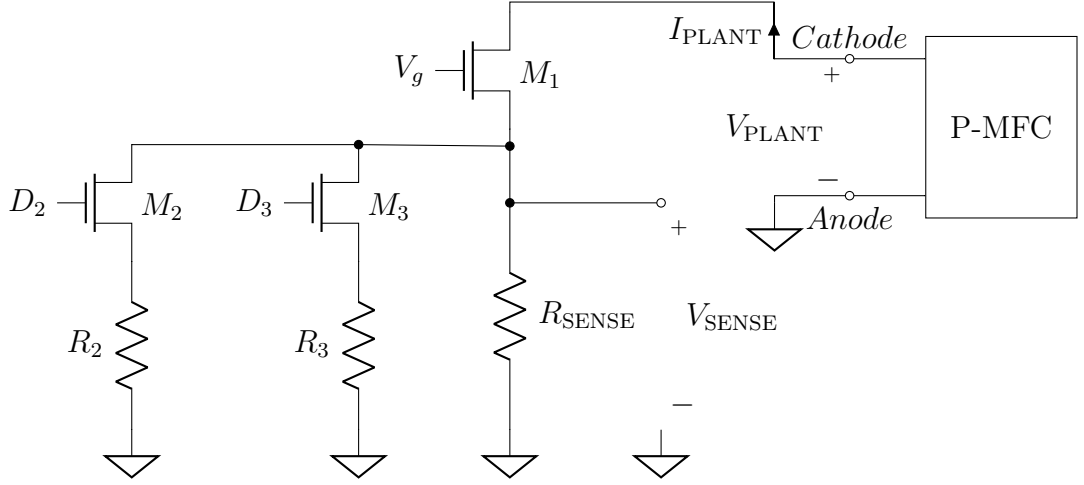 I_PLANT
Cathode
+
V_g
M_1
V_PLANT
P-MFC
−
Anode
D_2
M_2
D_3
M_3
+
R_2
R_3
R_SENSE
V_SENSE
−